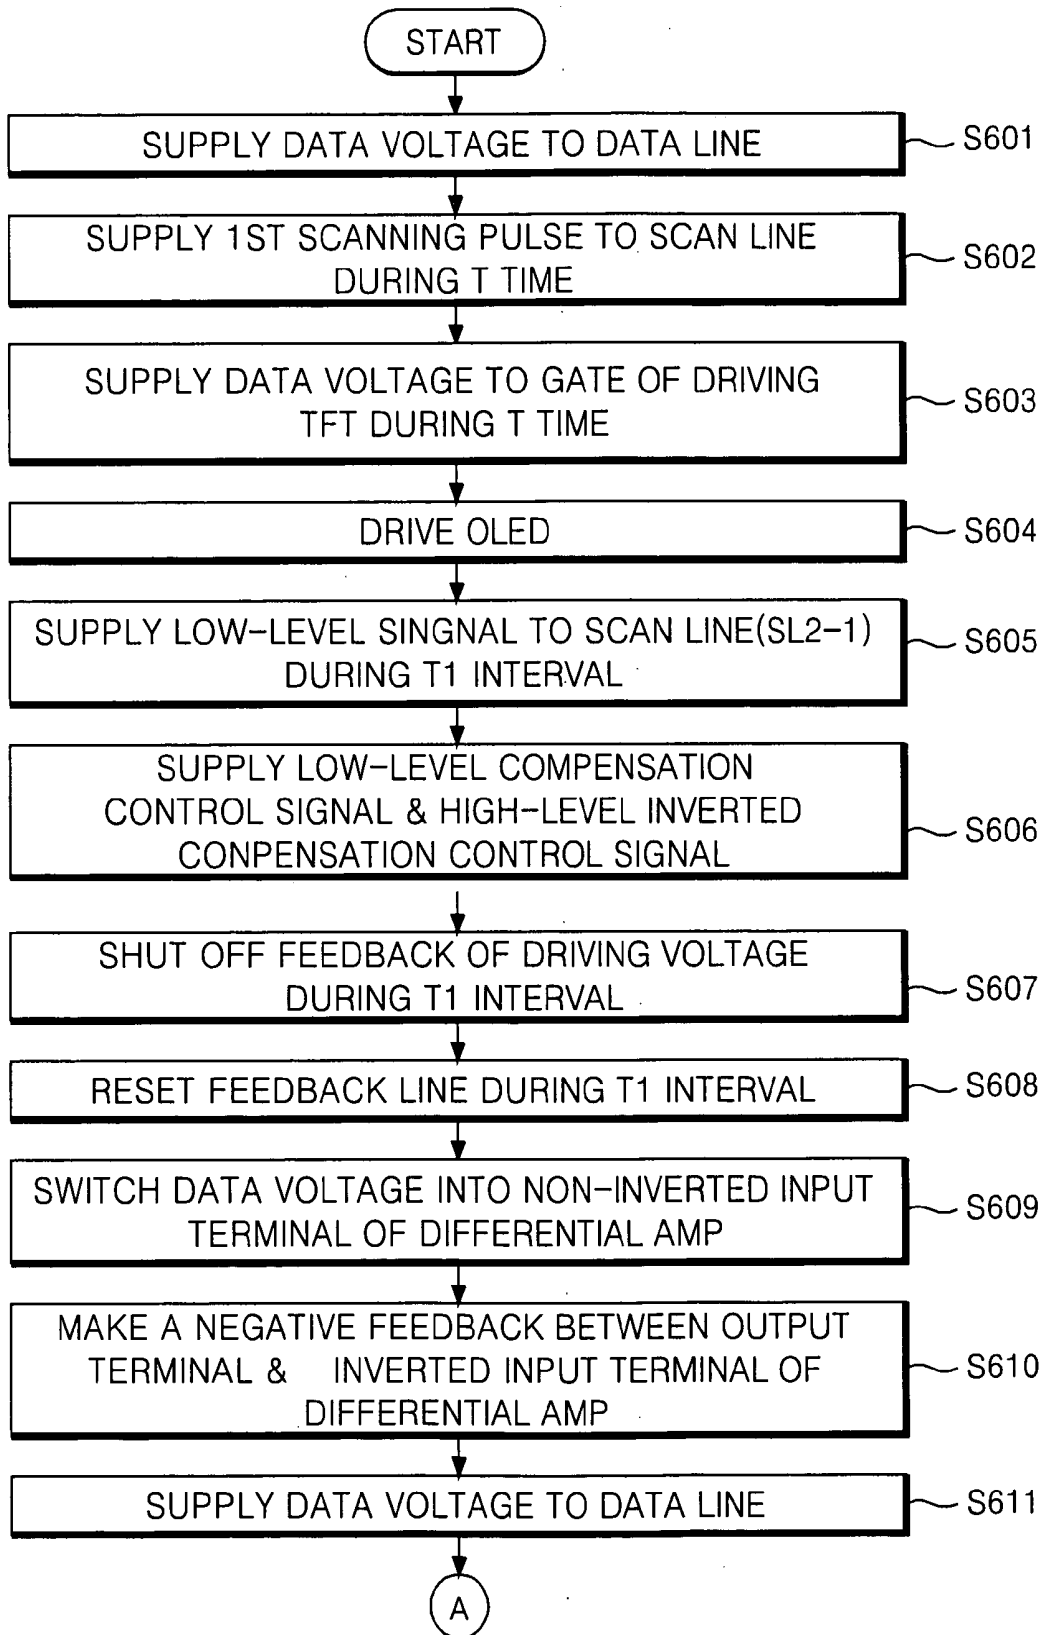 START
SUPPLY DATA VOLTAGE TO DATA LINE
S601
SUPPLY 1ST SCANNING PULSE TO SCAN LINE
DURING T TIME
S602
SUPPLY DATA VOLTAGE TO GATE OF DRIVING
TFT DURING T TIME
S603
DRIVE OLED
S604
SUPPLY LOW-LEVEL SINGNAL TO SCAN LINE(SL2-1)
DURING T1 INTERVAL
S605
SUPPLY LOW-LEVEL COMPENSATION
CONTROL SIGNAL & HIGH-LEVEL INVERTED
CONPENSATION CONTROL SIGNAL
S606
SHUT OFF FEEDBACK OF DRIVING VOLTAGE
DURING T1 INTERVAL
S607
RESET FEEDBACK LINE DURING T1 INTERVAL
S608
SWITCH DATA VOLTAGE INTO NON-INVERTED INPUT
TERMINAL OF DIFFERENTIAL AMP
S609
MAKE A NEGATIVE FEEDBACK BETWEEN OUTPUT
TERMINAL & INVERTED INPUT TERMINAL OF
DIFFERENTIAL AMP
S610
SUPPLY DATA VOLTAGE TO DATA LINE
S611
A